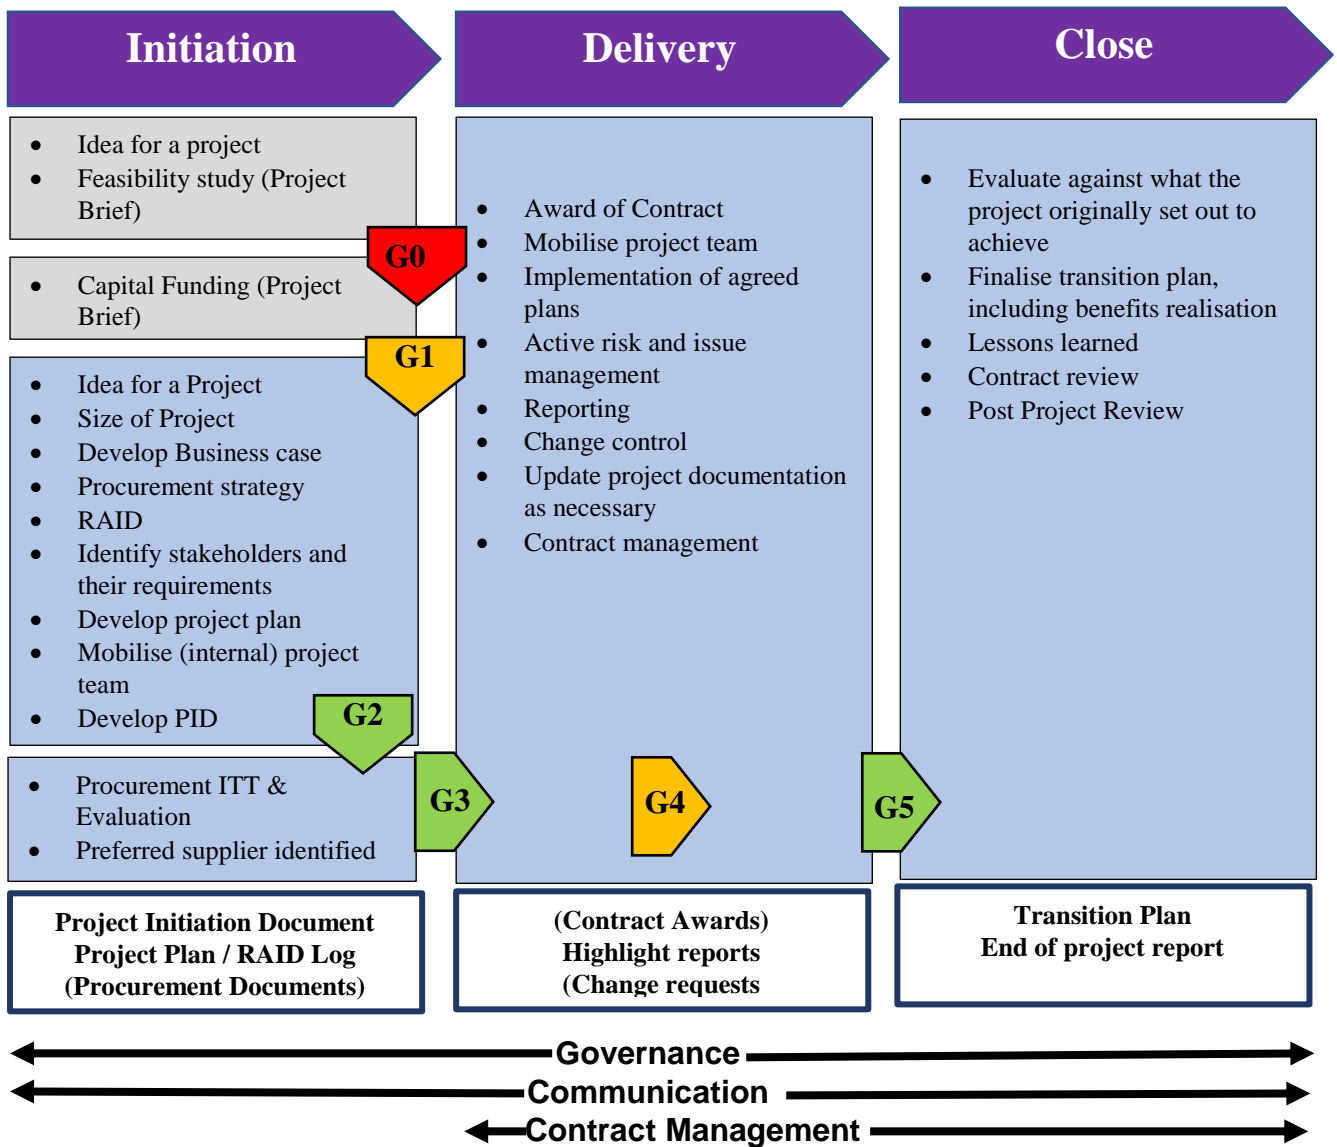 Initiation
Delivery
Close
• Idea for a project
• Feasibility study (Project
Brief)
G0
• Capital Funding (Project
Brief)
G1
• Idea for a Project
• Size of Project
• Develop Business case
• Procurement strategy
• RAID
• Identify stakeholders and
their requirements
• Develop project plan
• Mobilise (internal) project
team
• Develop PID
G2
• Procurement ITT &
Evaluation
• Preferred supplier identified
G3
• Award of Contract
• Mobilise project team
• Implementation of agreed
plans
• Active risk and issue
management
• Reporting
• Change control
• Update project documentation
as necessary
• Contract management
G4
G5
• Evaluate against what the
project originally set out to
achieve
• Finalise transition plan,
including benefits realisation
• Lessons learned
• Contract review
• Post Project Review
Project Initiation Document
Project Plan / RAID Log
(Procurement Documents)
(Contract Awards)
Highlight reports
(Change requests
Transition Plan
End of project report
Governance
Communication
Contract Management